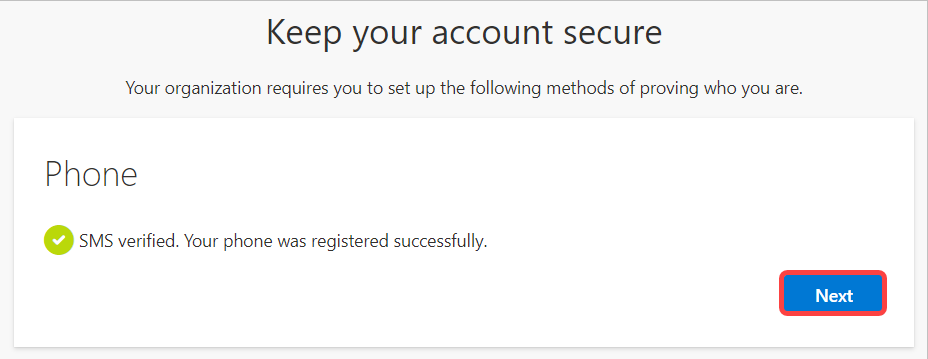 Keep your account secure
Your organization requires you to set up the following methods of proving who you are.
Phone
SMS verified. Your phone was registered successfully.
Next